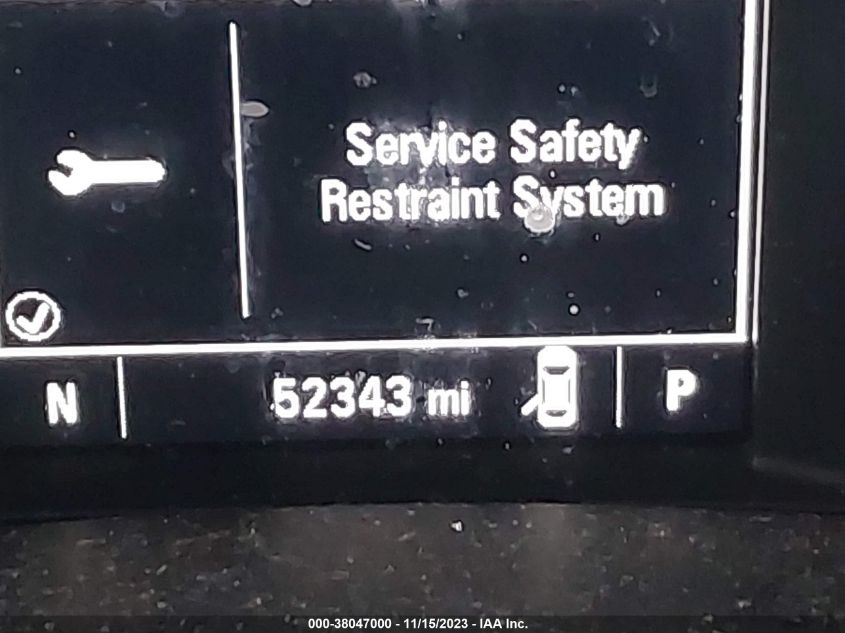 Service Safety
Restraint System
N
52343 mi
P
000-38047000 - 11/15/2023 - IAA Inc.